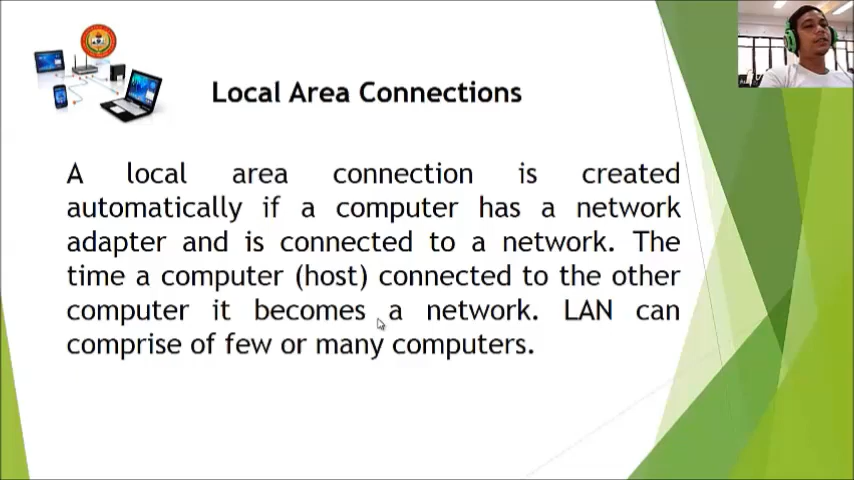 Local Area Connections
A local area connection is created
automatically if a computer has a network
adapter and is connected to a network. The
time a computer (host) connected to the other
computer it becomes a network. LAN can
comprise of few or many computers.